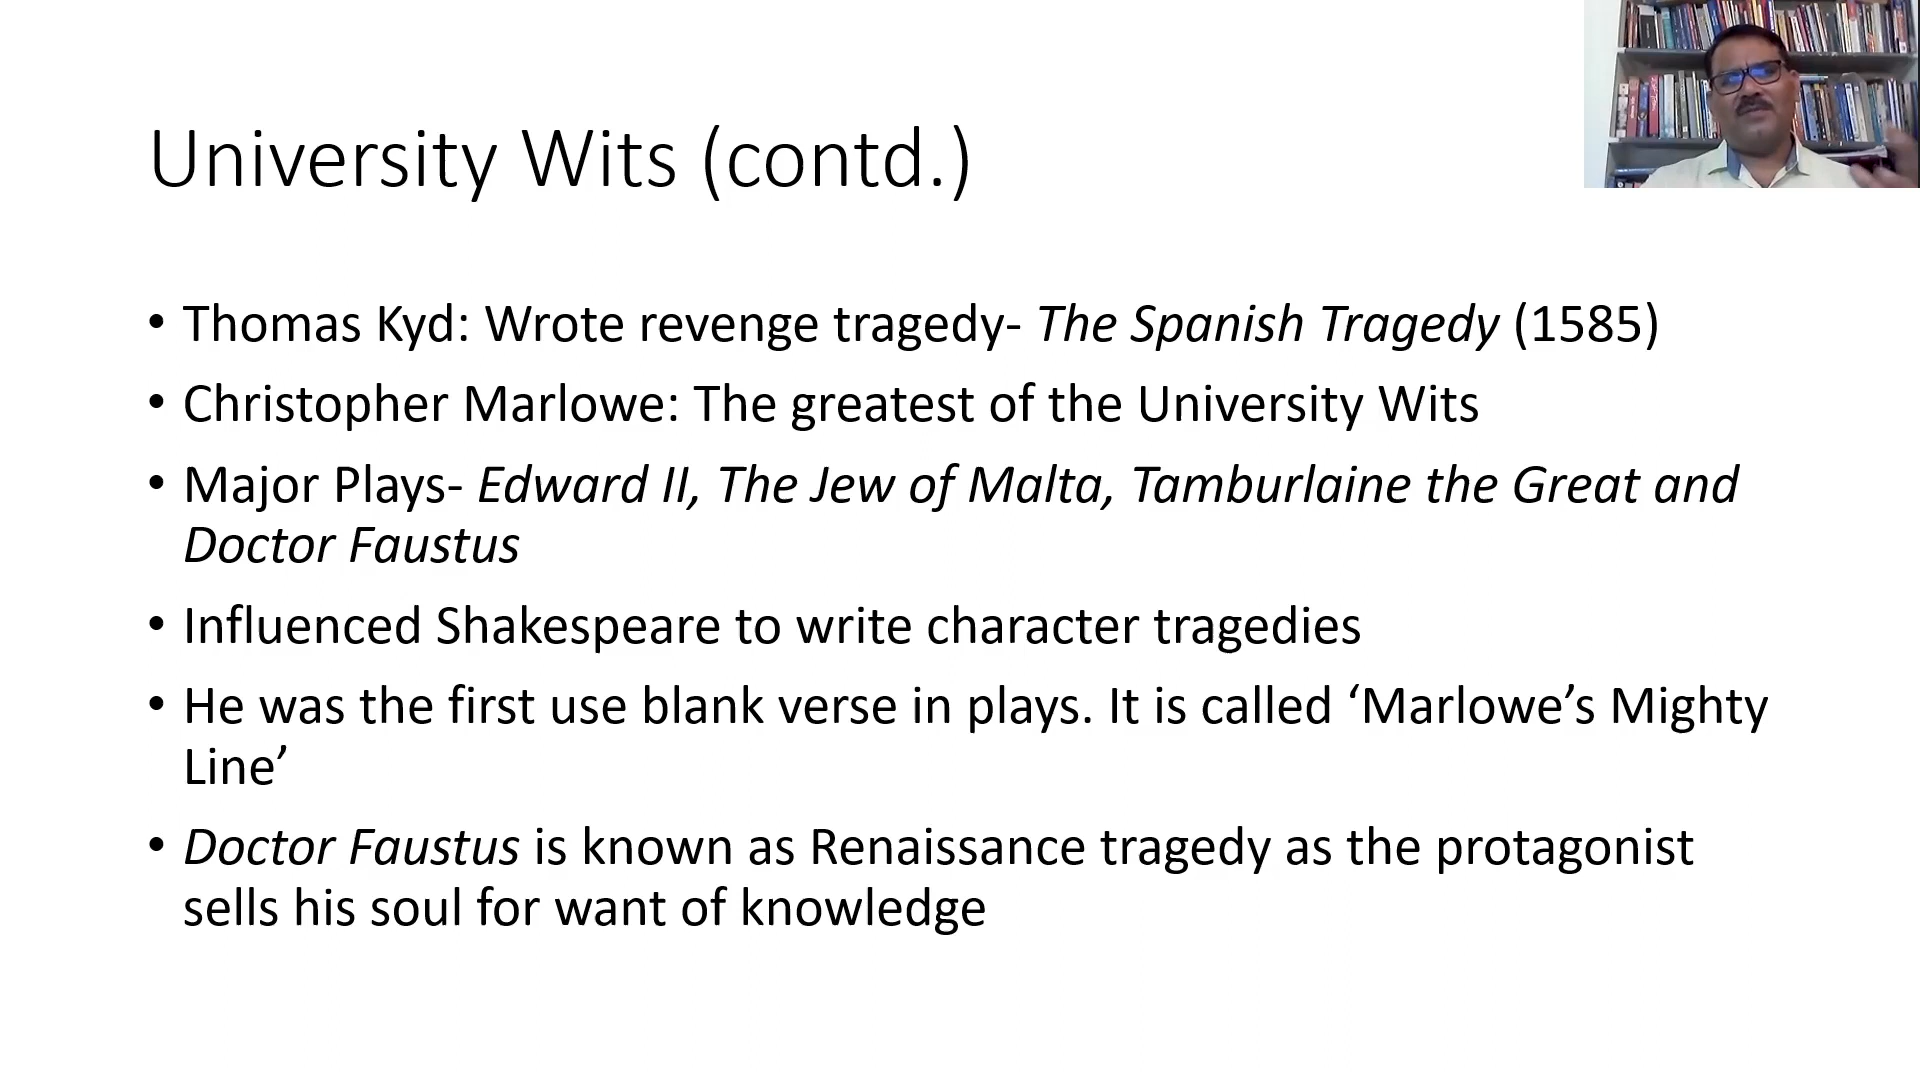 University Wits (contd.)
• Thomas Kyd: Wrote revenge tragedy- The Spanish Tragedy (1585)
• Christopher Marlowe: The greatest of the University Wits
• Major Plays- Edward II, The Jew of Malta, Tamburlaine the Great and
Doctor Faustus
• Influenced Shakespeare to write character tragedies
• He was the first use blank verse in plays. It is called ‘Marlowe’s Mighty
Line’
• Doctor Faustus is known as Renaissance tragedy as the protagonist
sells his soul for want of knowledge